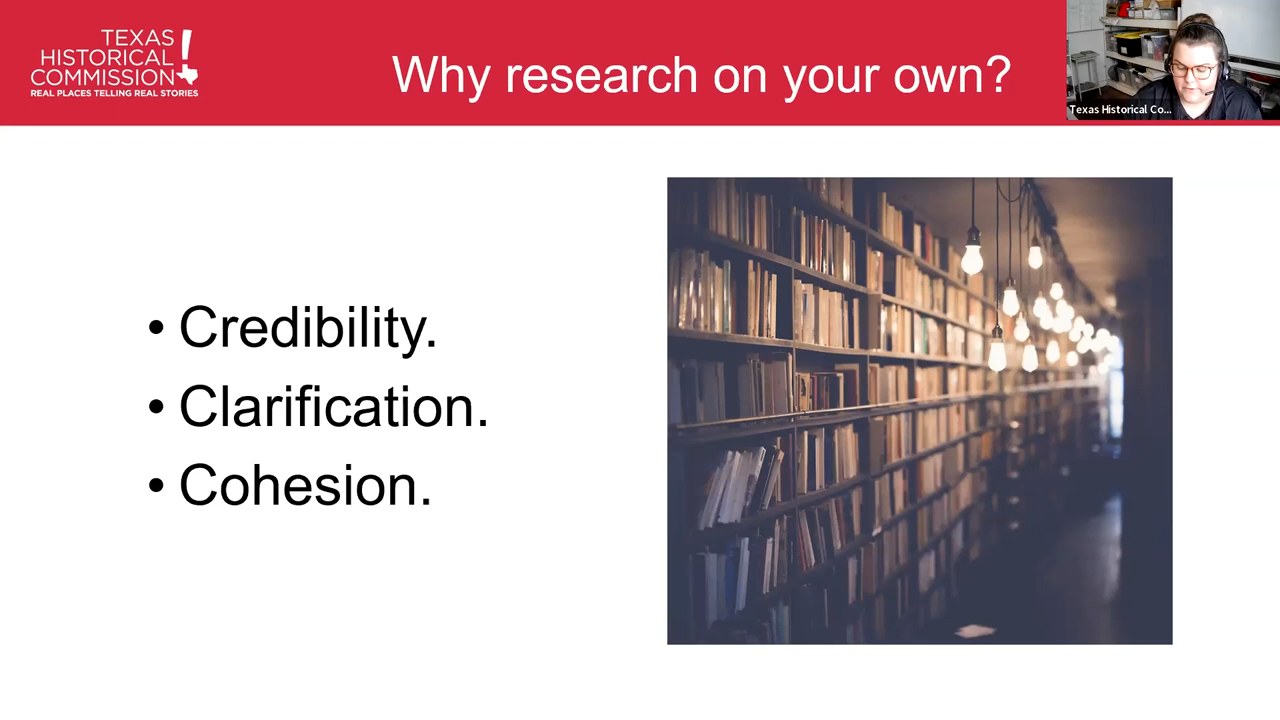 TEXAS
HISTORICAL
COMMISSION
REAL PLACES TELLING REAL STORIES
Why research on your own?
Texas Historical Co...
• Credibility.
• Clarification.
• Cohesion.